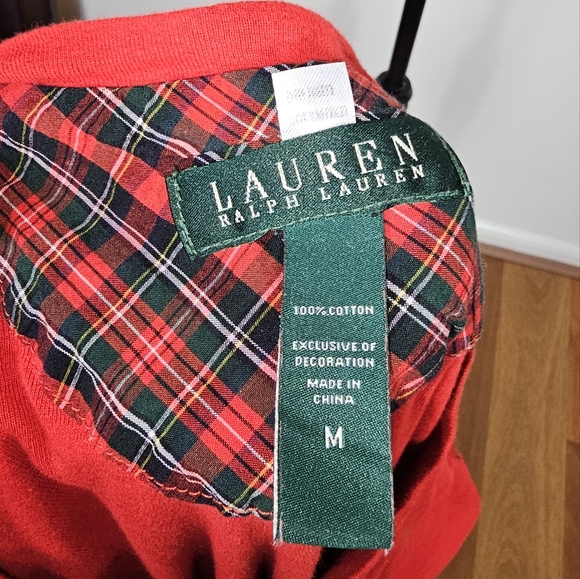 LAUREN
RALPH LAUREN
100% COTTON
EXCLUSIVE OF
DECORATION
MADE IN
CHINA
M